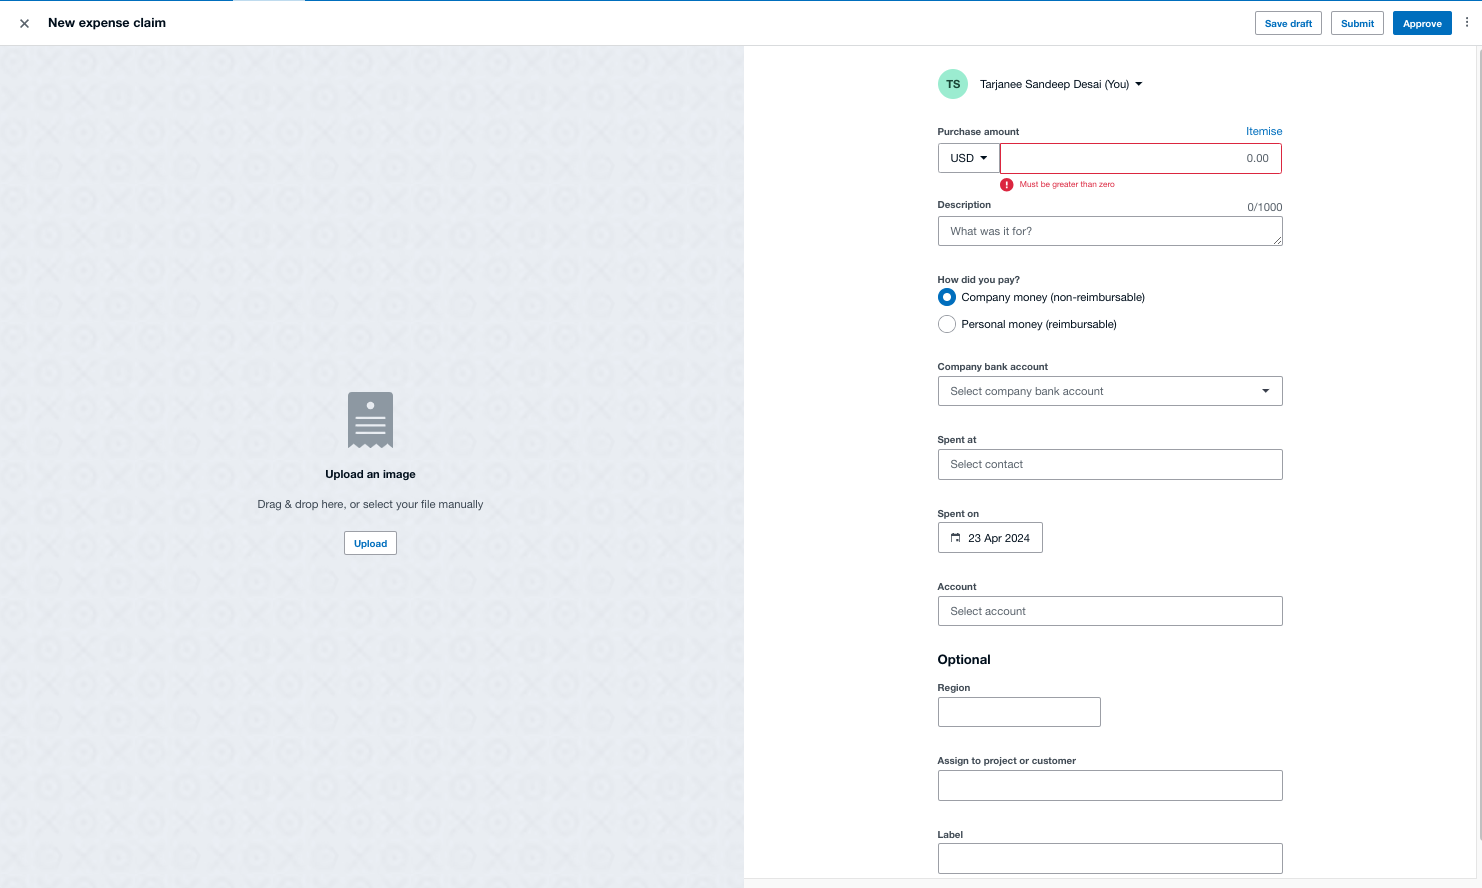 New expense claim
Save draft
Submit
Approve
Upload an image
Drag & drop here, or select your file manually
Upload
TS
Tarjanee Sandeep Desai (You)
Purchase amount
Itemise
USD
0.00
Must be greater than zero
Description
0/1000
What was it for?
How did you pay?
Company money (non-reimbursable)
Personal money (reimbursable)
Company bank account
Select company bank account
Spent at
Select contact
Spent on
23 Apr 2024
Account
Select account
Optional
Region
Assign to project or customer
Label